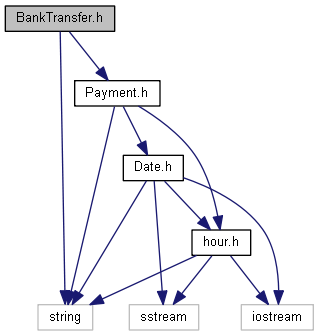 BankTransfer.h
Payment.h
Date.h
hour.h
string
sstream
iostream